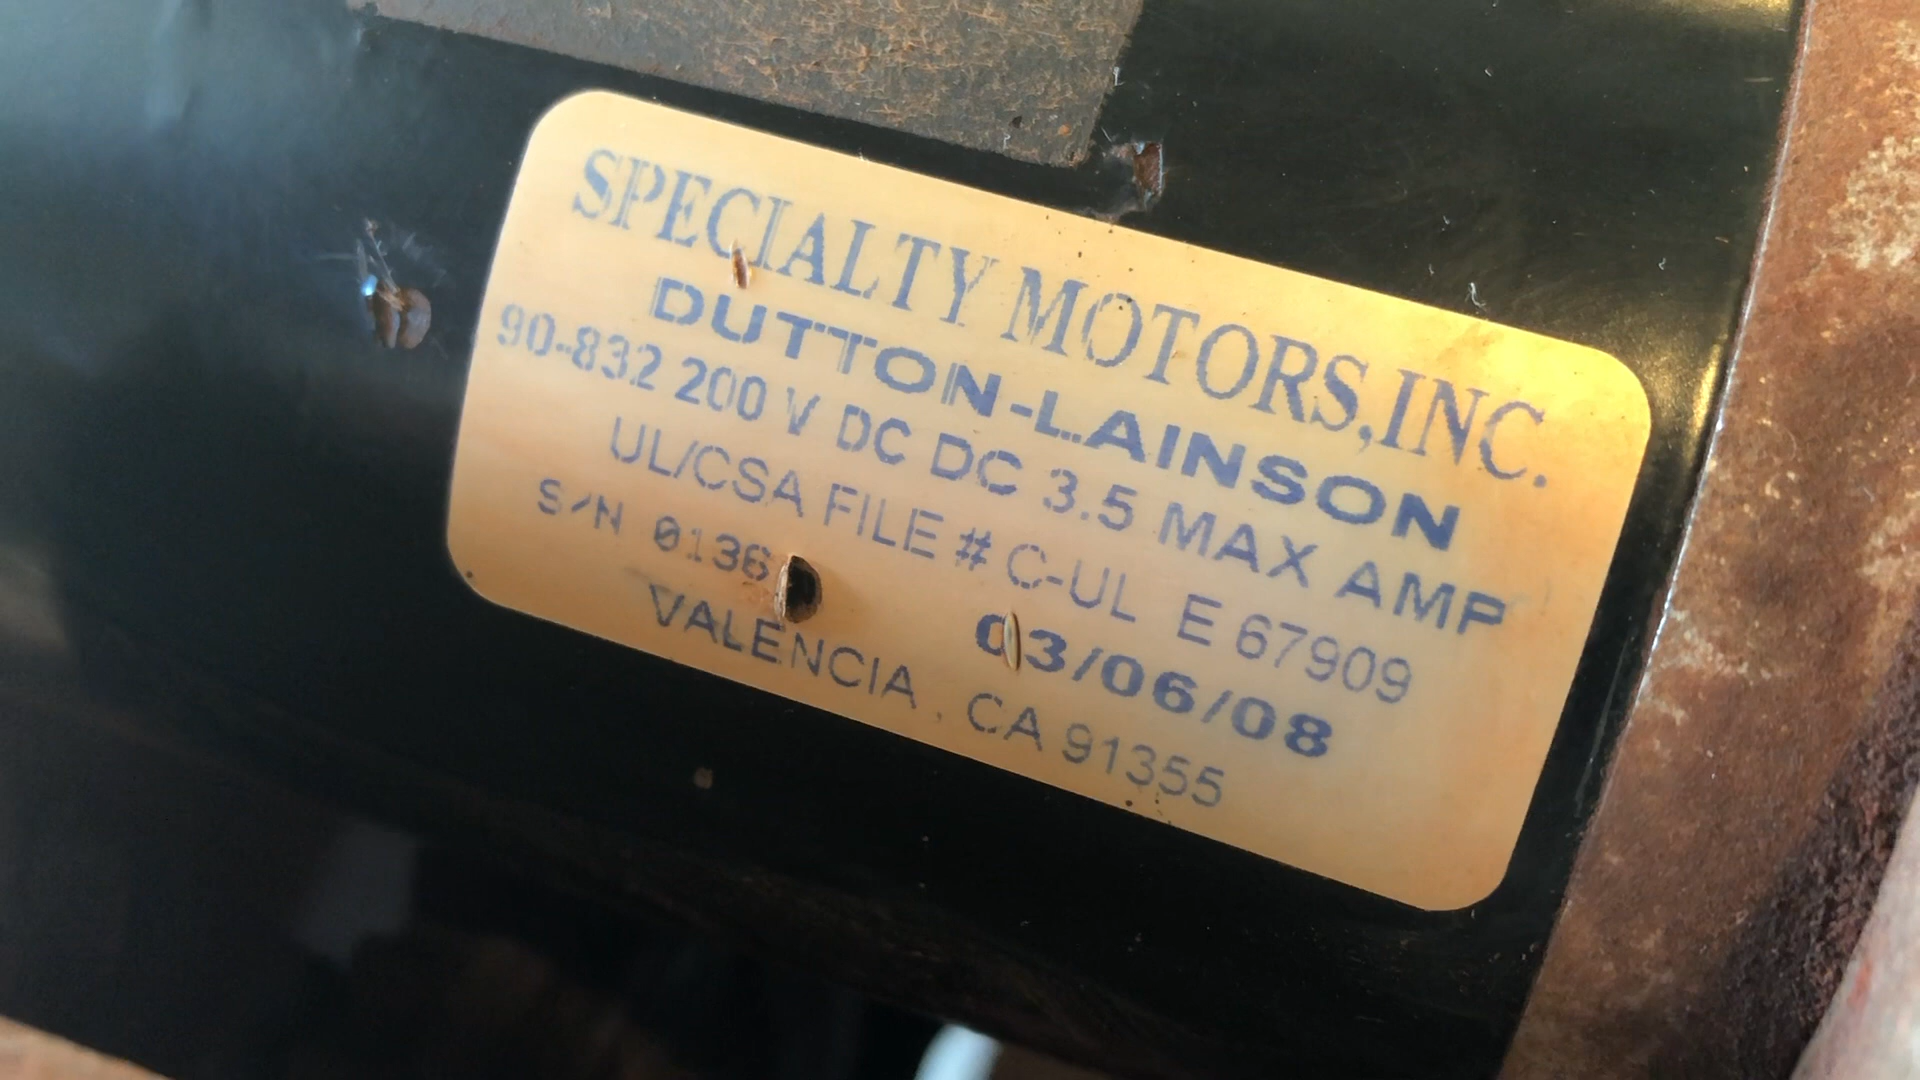 SPECIALTY MOTORS,INC.
DUTTON-LAINSON
90-832 200 V DC DC 3.5 MAX AMP
UL/CSA FILE # C-UL E 67909
S/N 0136 03/06/08
VALENCIA , CA 91355